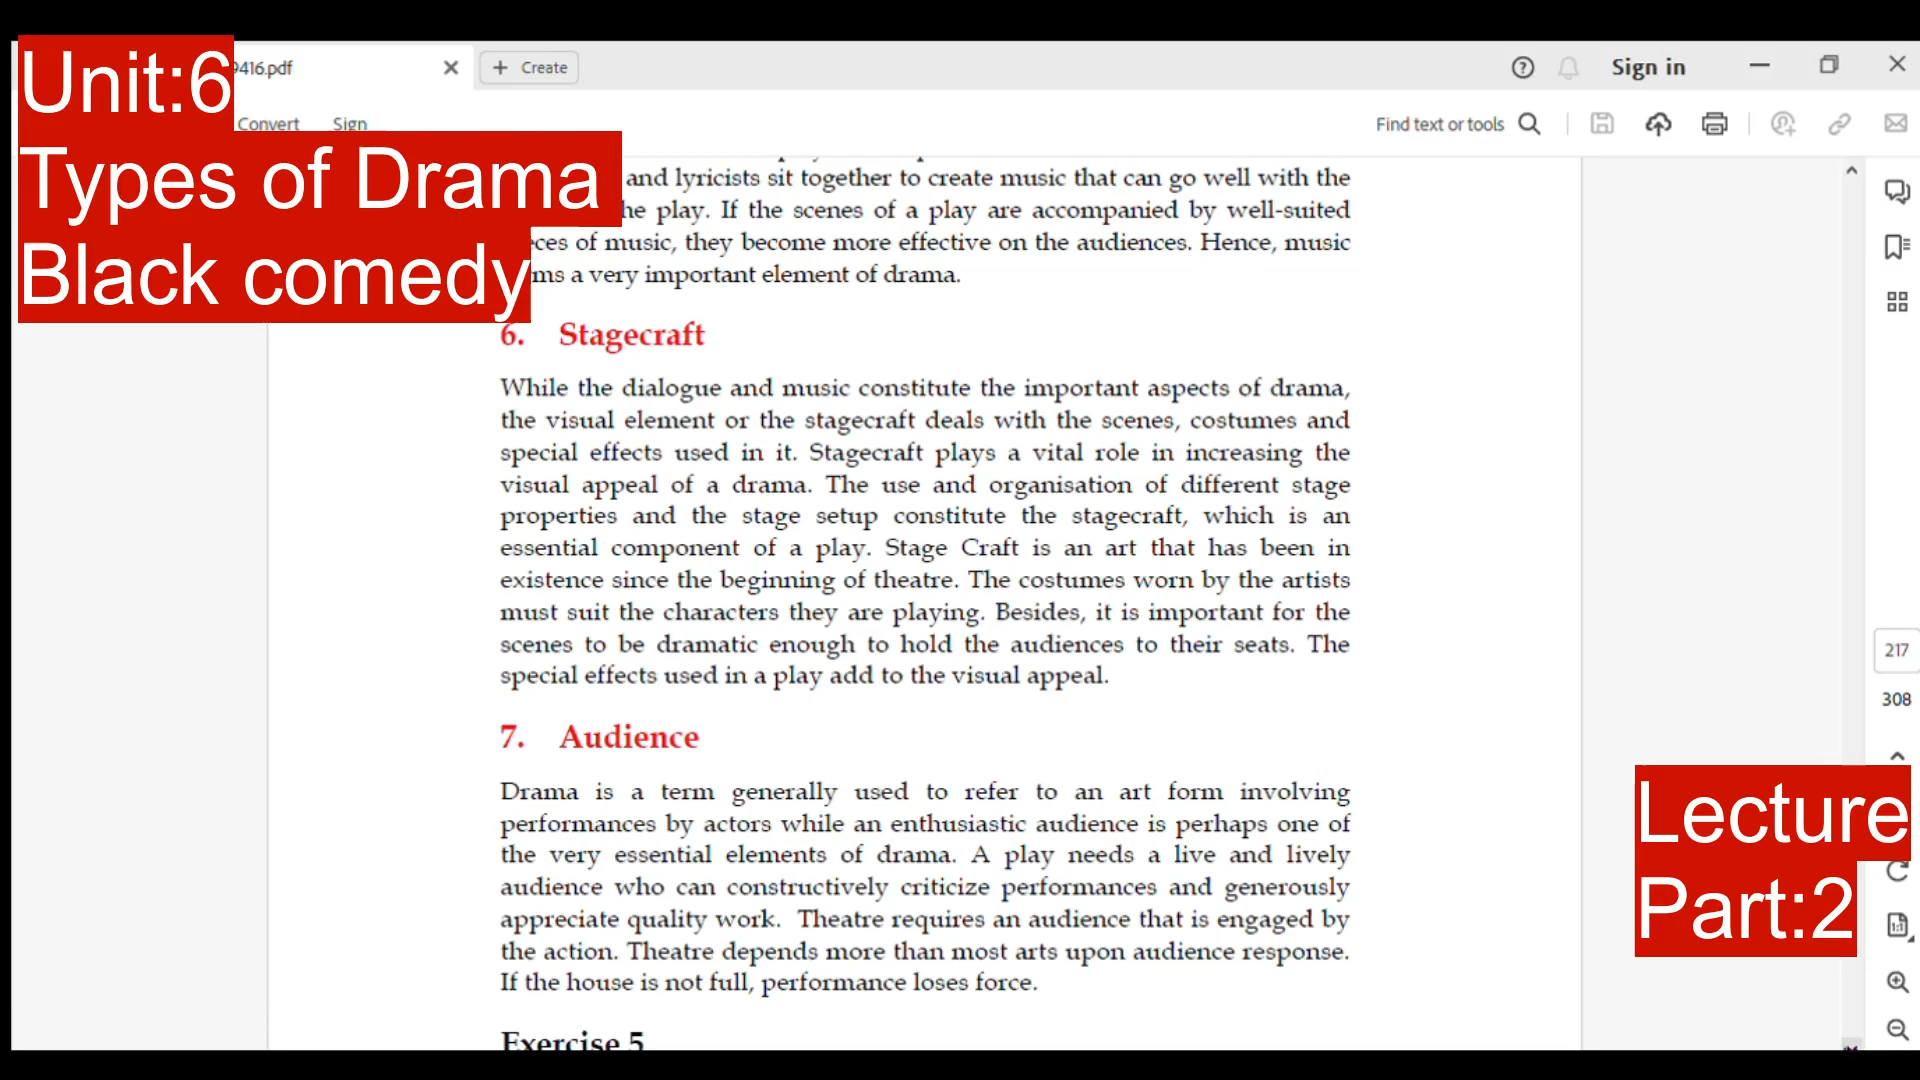 Unit:6
Types of Drama
Black comedy
9416.pdf
Create
Sign in
Convert Sign
Find text or tools
and lyricists sit together to create music that can go well with the
he play. If the scenes of a play are accompanied by well-suited
ces of music, they become more effective on the audiences. Hence, music
ms a very important element of drama.
6. Stagecraft
While the dialogue and music constitute the important aspects of drama,
the visual element or the stagecraft deals with the scenes, costumes and
special effects used in it. Stagecraft plays a vital role in increasing the
visual appeal of a drama. The use and organisation of different stage
properties and the stage setup constitute the stagecraft, which is an
essential component of a play. Stage Craft is an art that has been in
existence since the beginning of theatre. The costumes worn by the artists
must suit the characters they are playing. Besides, it is important for the
scenes to be dramatic enough to hold the audiences to their seats. The
special effects used in a play add to the visual appeal.
7. Audience
Drama is a term generally used to refer to an art form involving
performances by actors while an enthusiastic audience is perhaps one of
the very essential elements of drama. A play needs a live and lively
audience who can constructively criticize performances and generously
appreciate quality work. Theatre requires an audience that is engaged by
the action. Theatre depends more than most arts upon audience response.
If the house is not full, performance loses force.
Exercise 5
217
308
Lecture
Part:2